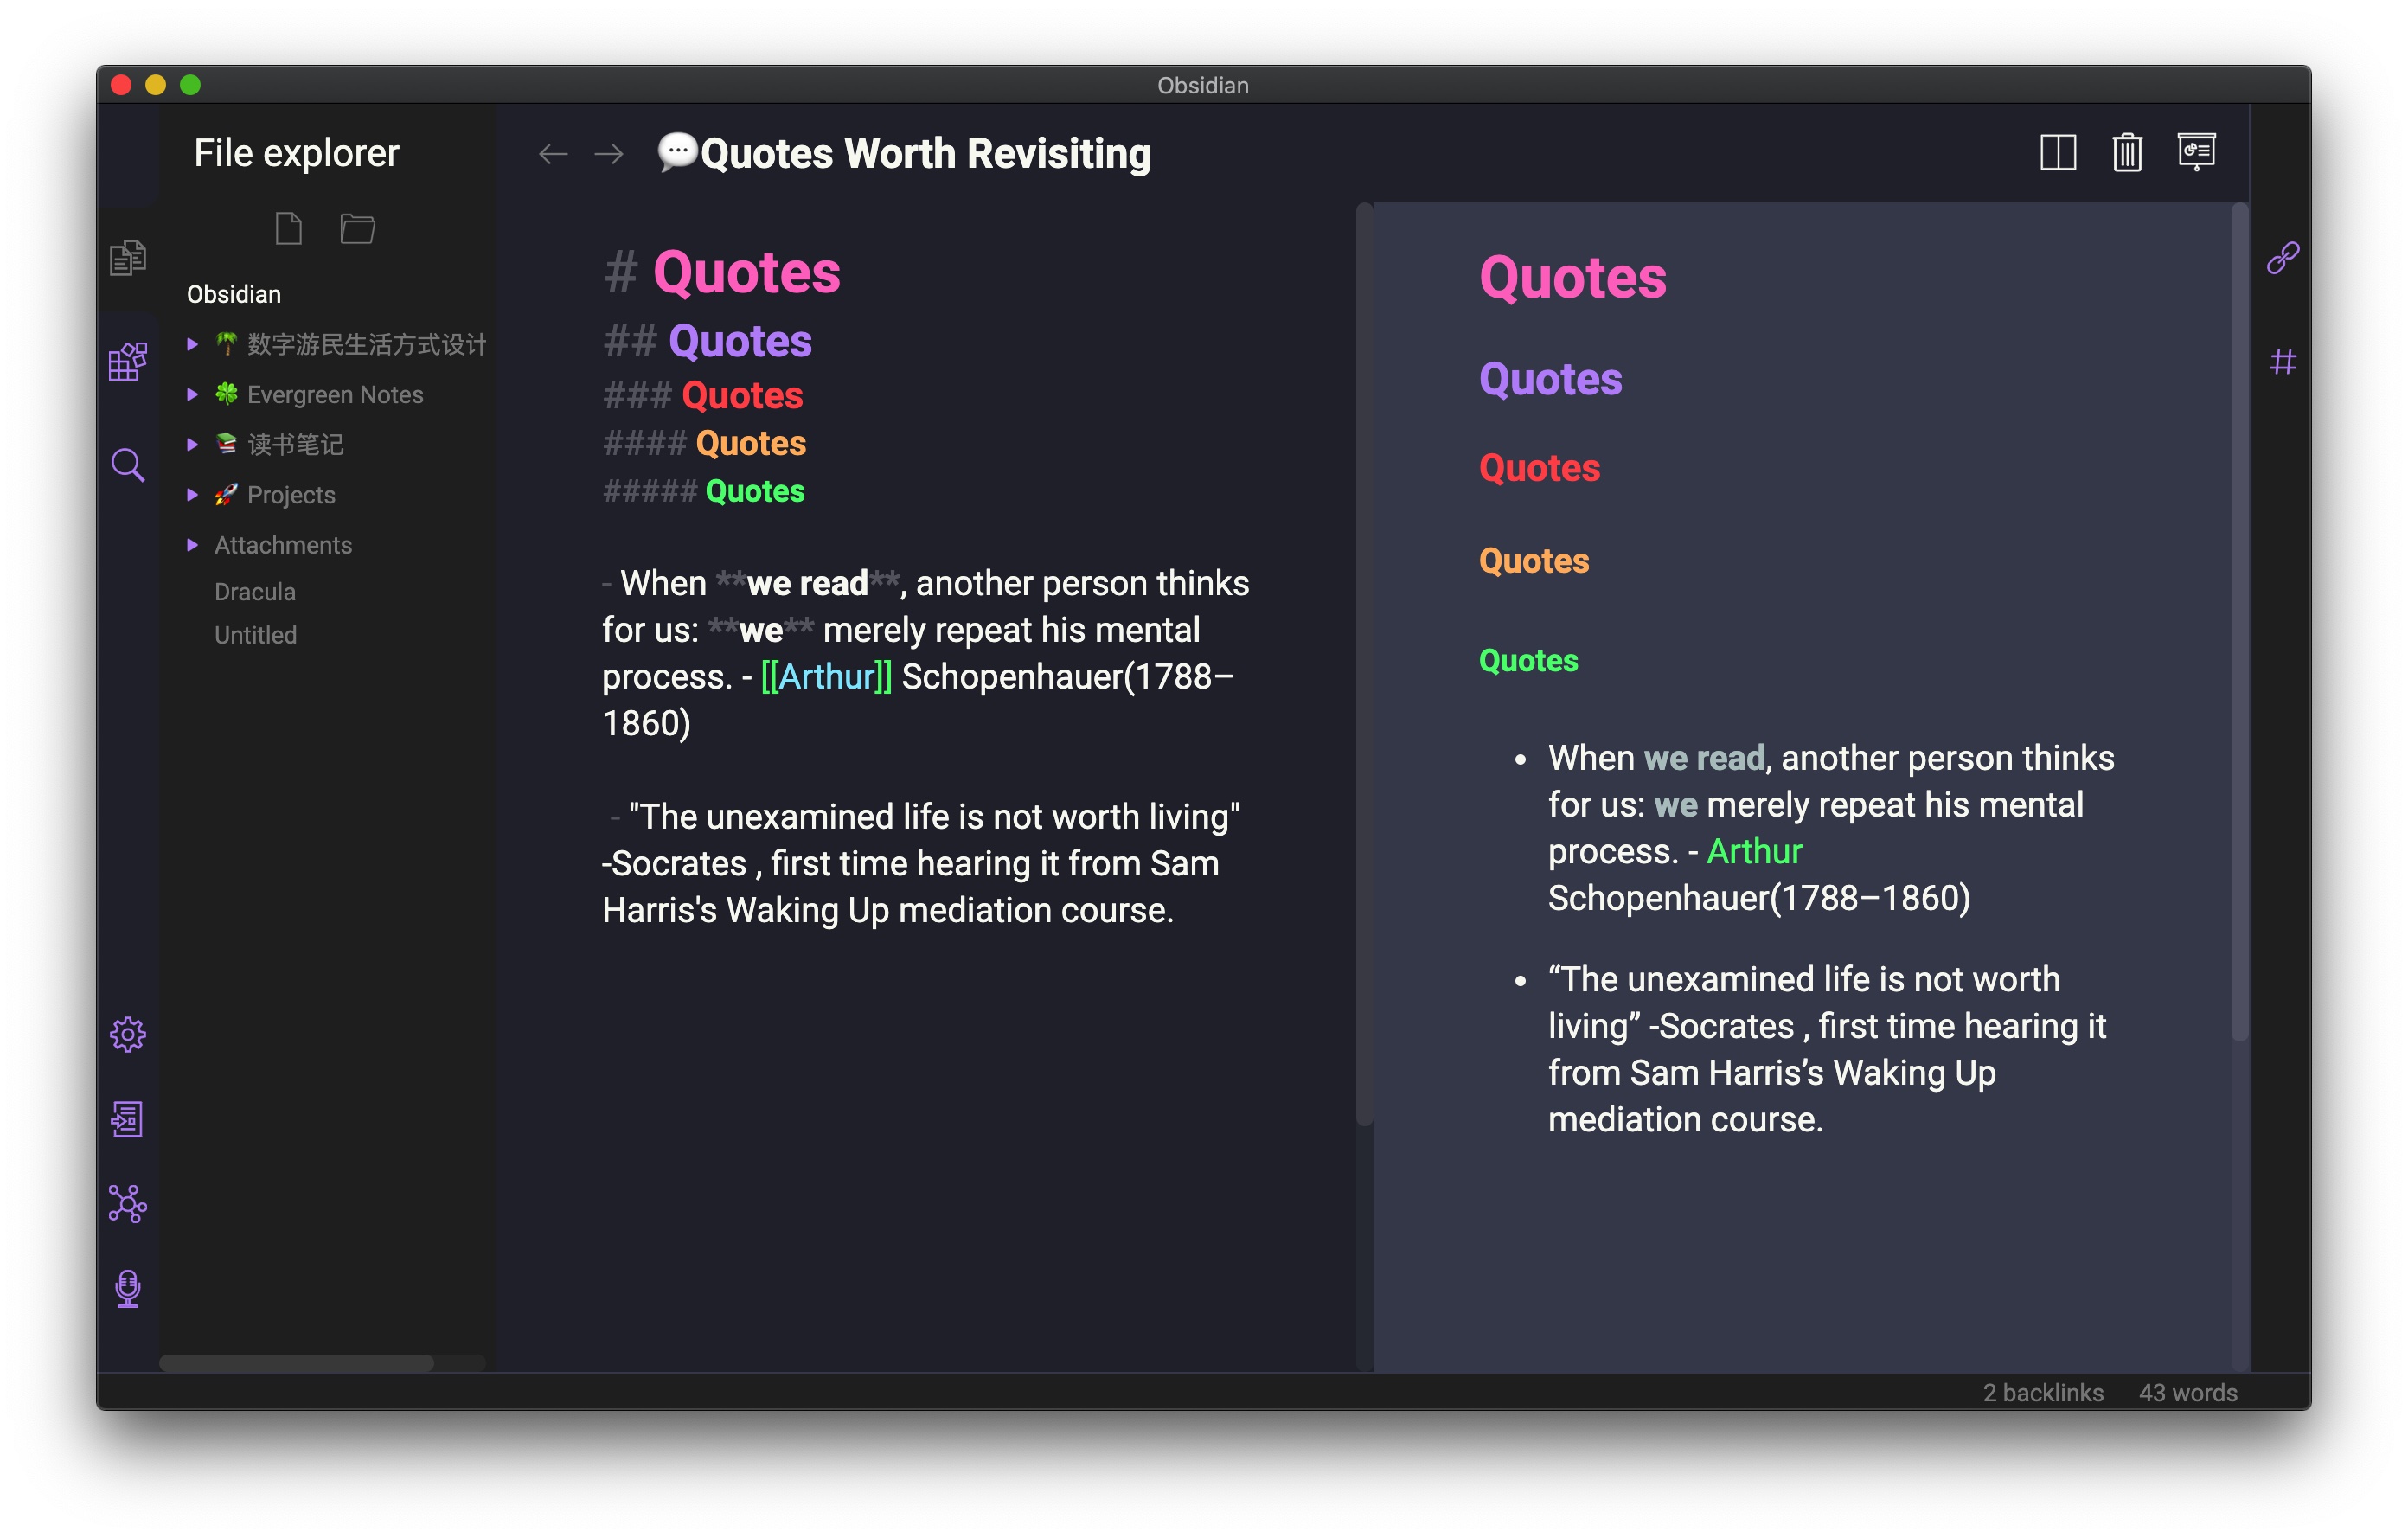 Obsidian
File explorer
💬Quotes Worth Revisiting
Obsidian
🌴 数字游民生活方式设计
🍀 Evergreen Notes
📚 读书笔记
🚀 Projects
Attachments
Dracula
Untitled
# Quotes
## Quotes
### Quotes
#### Quotes
##### Quotes
- When **we read**, another person thinks
for us: **we** merely repeat his mental
process. - [[Arthur]] Schopenhauer(1788–
1860)
- "The unexamined life is not worth living"
-Socrates , first time hearing it from Sam
Harris's Waking Up mediation course.
Quotes
Quotes
Quotes
Quotes
Quotes
• When we read, another person thinks
for us: we merely repeat his mental
process. - Arthur
Schopenhauer(1788–1860)
• “The unexamined life is not worth
living” -Socrates , first time hearing it
from Sam Harris’s Waking Up
mediation course.
2 backlinks 43 words